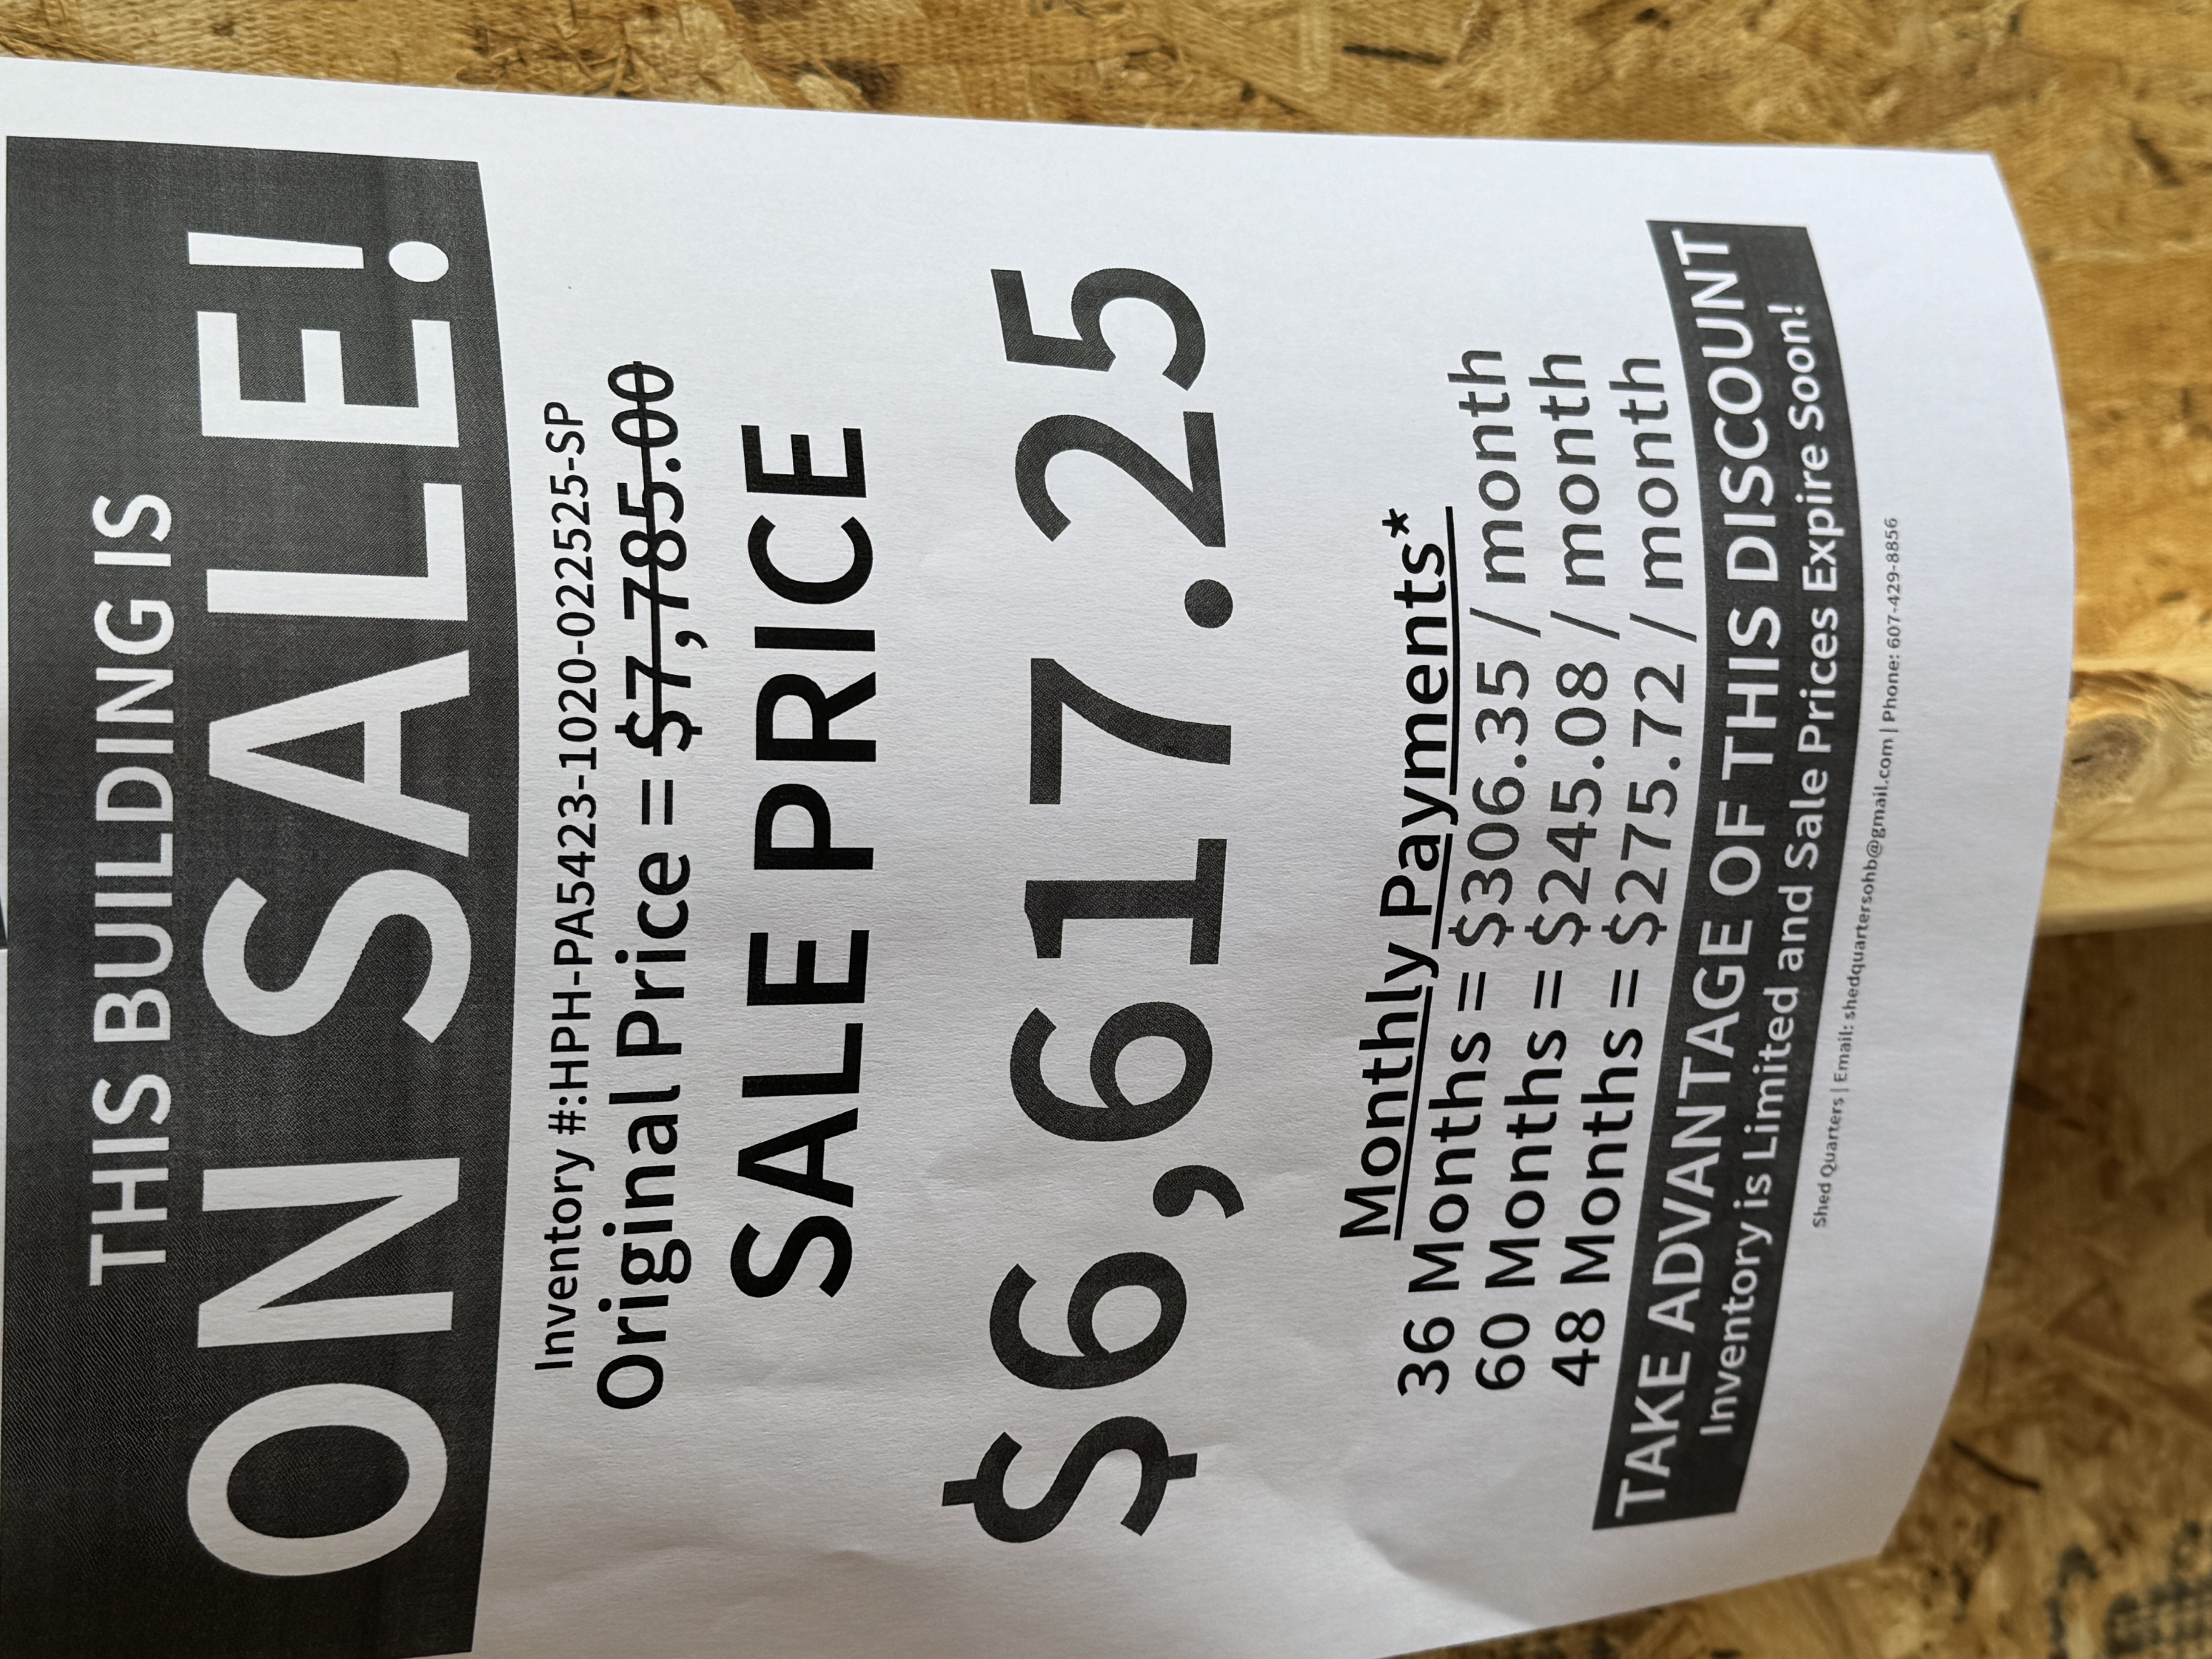 THIS BUILDING IS
ON SALE!
Inventory #:HPH-PA5423-1020-022525-SP
Original Price = $7,785.00
SALE PRICE
$6,617.25
Monthly Payments*
36 Months = $306.35 / month
60 Months = $245.08 / month
48 Months = $275.72 / month
TAKE ADVANTAGE OF THIS DISCOUNT
Inventory is Limited and Sale Prices Expire Soon!
Shed Quarters | Email: shedquartersohb@gmail.com | Phone: 607-429-8856